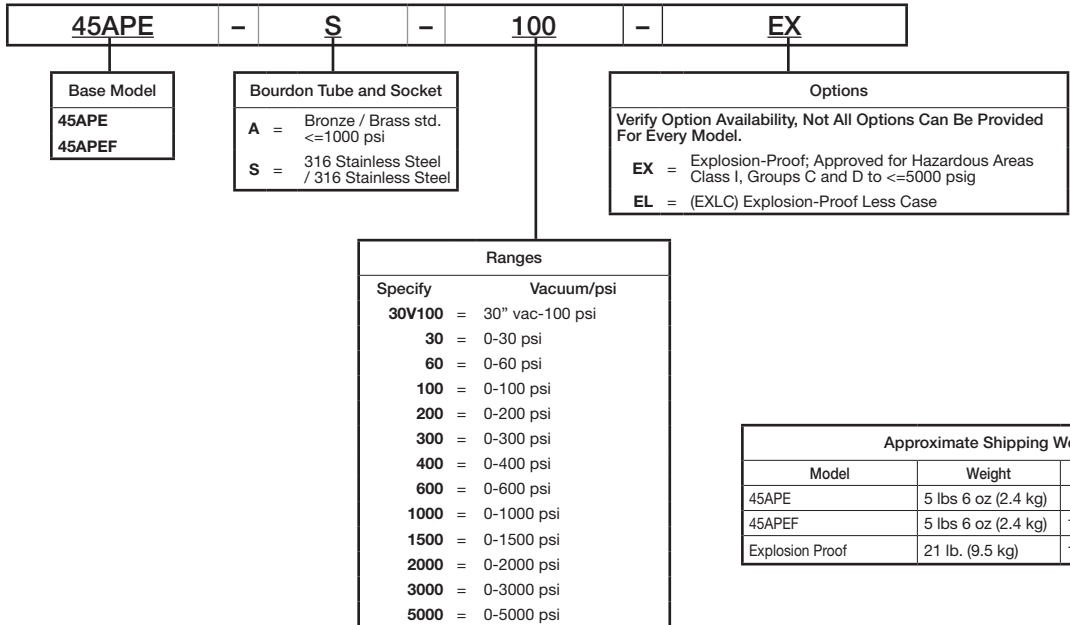 45APE – S – 100 – EX
Base Model
45APE
45APEF
Bourdon Tube and Socket
A = Bronze / Brass std.
<=1000 psi
S = 316 Stainless Steel
/ 316 Stainless Steel
Options
Verify Option Availability, Not All Options Can Be Provided
For Every Model.
EX = Explosion-Proof; Approved for Hazardous Areas
Class I, Groups C and D to <=5000 psig
EL = (EXLC) Explosion-Proof Less Case
Ranges
Specify Vacuum/psi
30V100 = 30” vac-100 psi
30 = 0-30 psi
60 = 0-60 psi
100 = 0-100 psi
200 = 0-200 psi
300 = 0-300 psi
400 = 0-400 psi
600 = 0-600 psi
1000 = 0-1000 psi
1500 = 0-1500 psi
2000 = 0-2000 psi
3000 = 0-3000 psi
5000 = 0-5000 psi
Approximate Shipping
Model Weight
45APE 5 lbs 6 oz (2.4 kg)
45APEF 5 lbs 6 oz (2.4 kg)
Explosion Proof 21 lb. (9.5 kg)